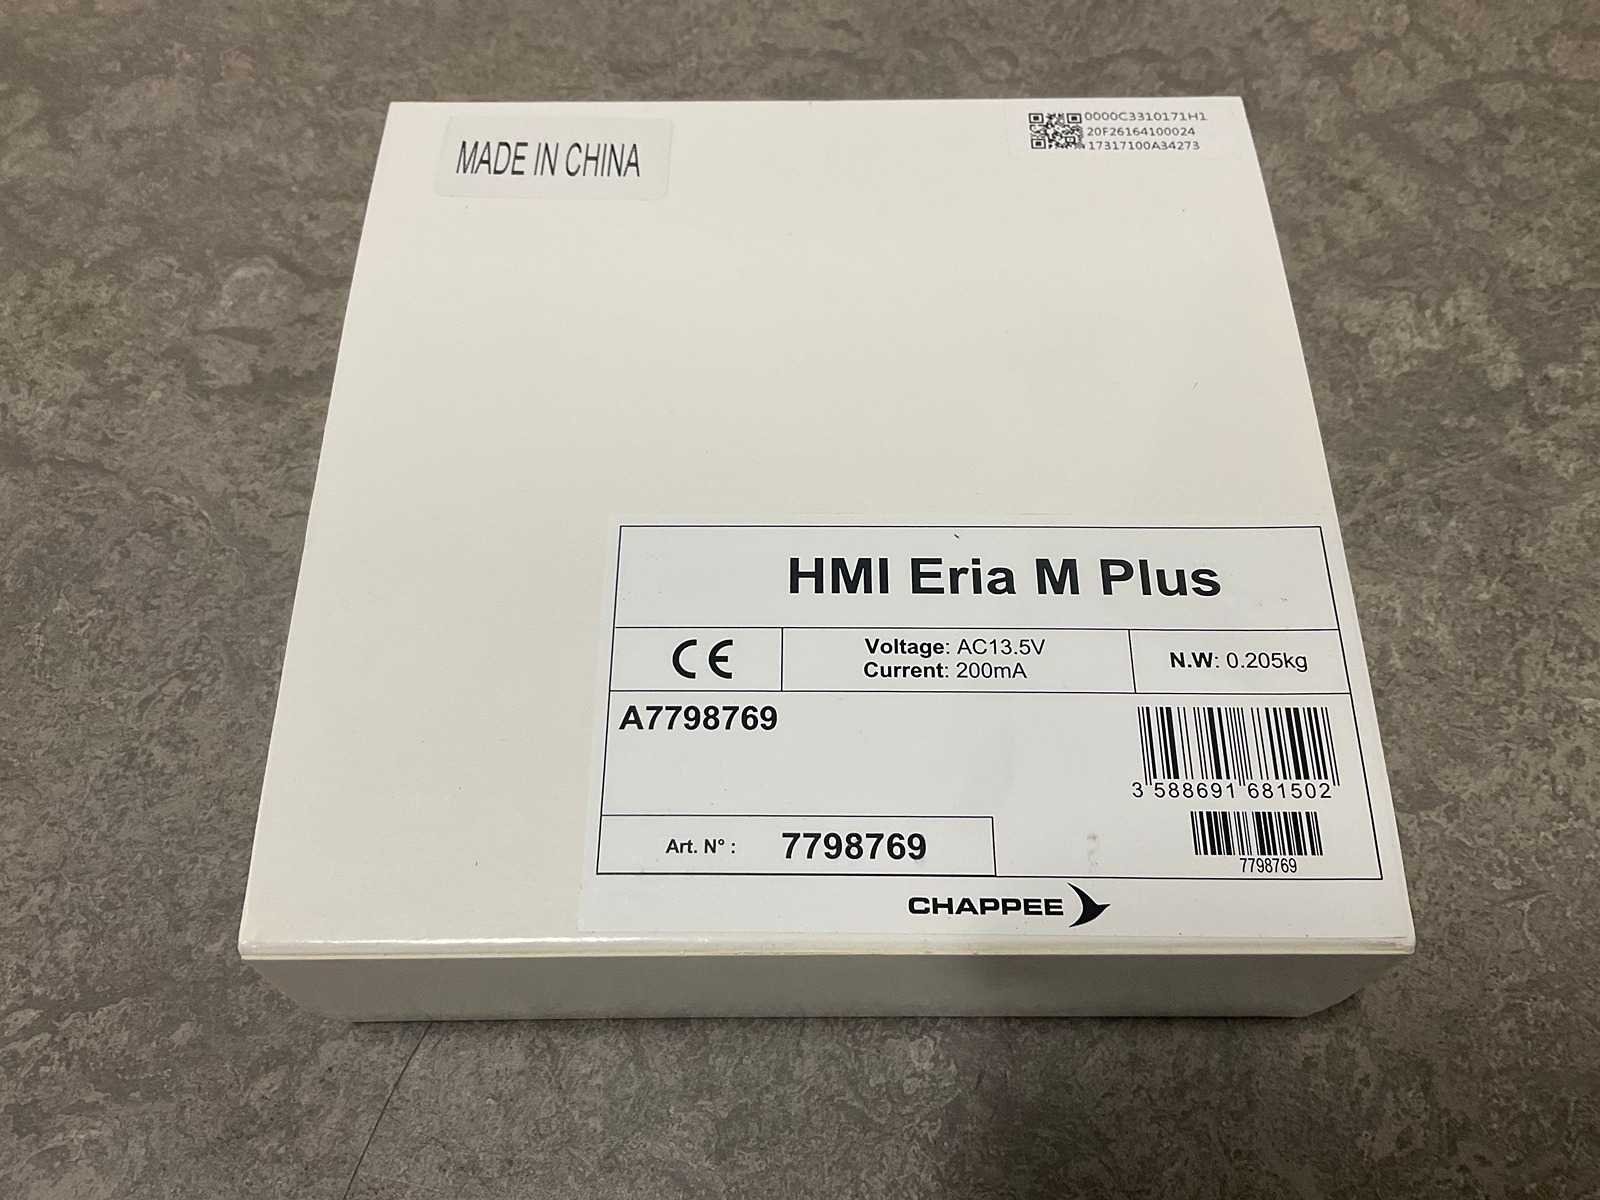 MADE IN CHINA
0000C3310171H1
20F26164100024
17317100A34273
HMI Eria M Plus
CE
Voltage: AC13.5V
Current: 200mA
N.W: 0.205kg
A7798769
3 588691 681502
Art. N° : 7798769
7798769
CHAPPEE